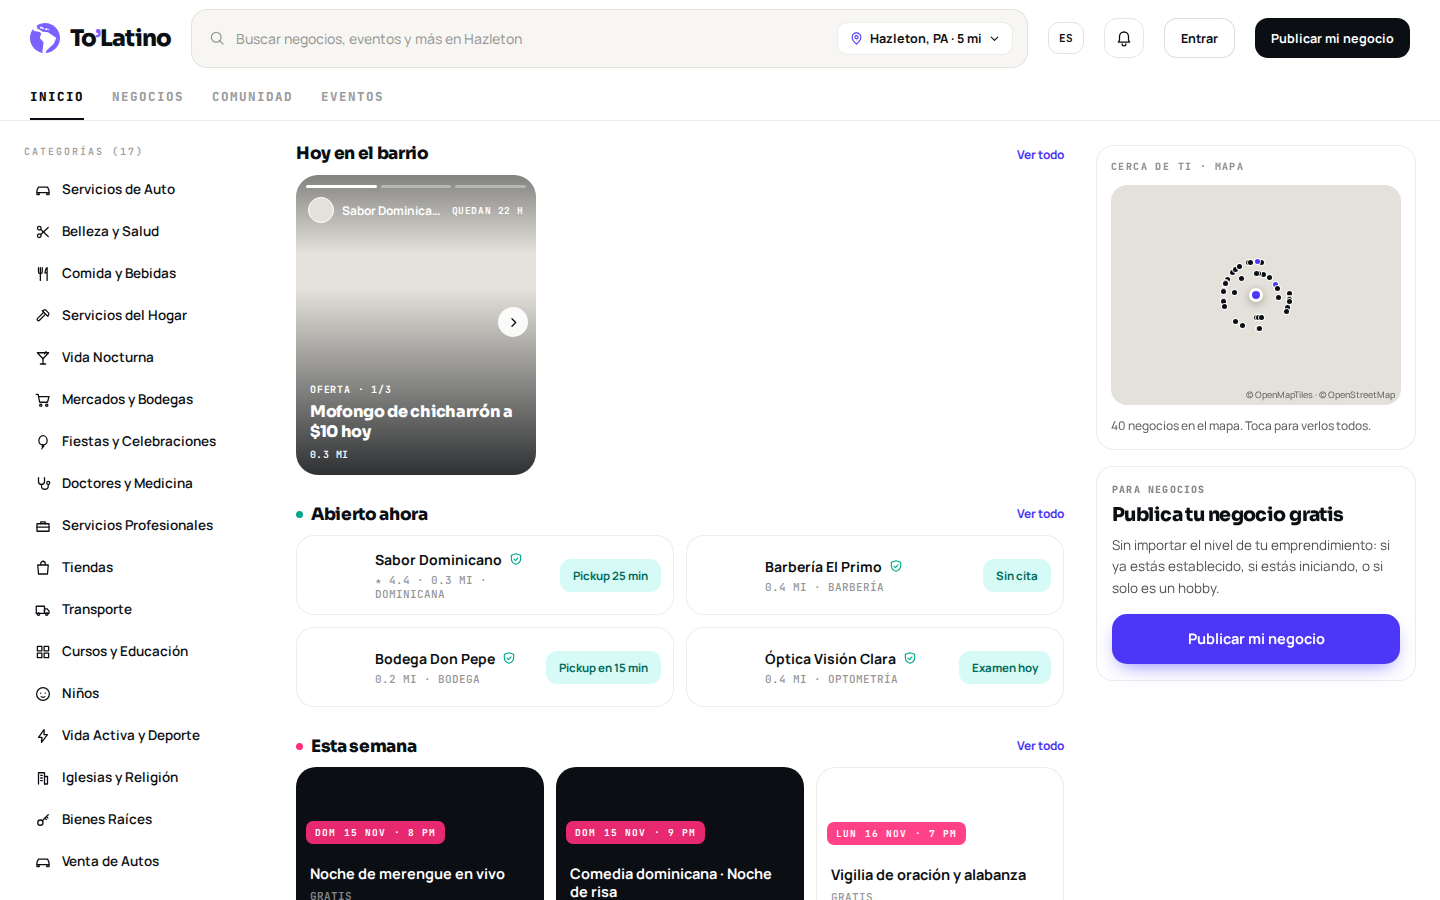 To'Latino
Buscar negocios, eventos y más en Hazleton
Hazleton, PA · 5 mi
ES
Entrar
Publicar mi negocio
INICIO
NEGOCIOS
COMUNIDAD
EVENTOS
CATEGORÍAS (17)
Servicios de Auto
Belleza y Salud
Comida y Bebidas
Servicios del Hogar
Vida Nocturna
Mercados y Bodegas
Fiestas y Celebraciones
Doctores y Medicina
Servicios Profesionales
Tiendas
Transporte
Cursos y Educación
Niños
Vida Activa y Deporte
Iglesias y Religión
Bienes Raíces
Venta de Autos
Hoy en el barrio
Ver todo
Sabor Dominica...
QUEDAN 22 H
OFERTA · 1/3
Mofongo de chicharrón a
$10 hoy
0.3 MI
Abierto ahora
Ver todo
Sabor Dominicano
★ 4.4 · 0.3 MI ·
DOMINICANA
Pickup 25 min
Barbería El Primo
0.4 MI · BARBERÍA
Sin cita
Bodega Don Pepe
0.2 MI · BODEGA
Pickup en 15 min
Óptica Visión Clara
0.4 MI · OPTOMETRÍA
Examen hoy
Esta semana
Ver todo
DOM 15 NOV · 8 PM
Noche de merengue en vivo
GRATIS
DOM 15 NOV · 9 PM
Comedia dominicana · Noche
de risa
LUN 16 NOV · 7 PM
Vigilia de oración y alabanza
GRATIS
CERCA DE TI · MAPA
© OpenMapTiles · © OpenStreetMap
40 negocios en el mapa. Toca para verlos todos.
PARA NEGOCIOS
Publica tu negocio gratis
Sin importar el nivel de tu emprendimiento: si
ya estás establecido, si estás iniciando, o si
solo es un hobby.
Publicar mi negocio